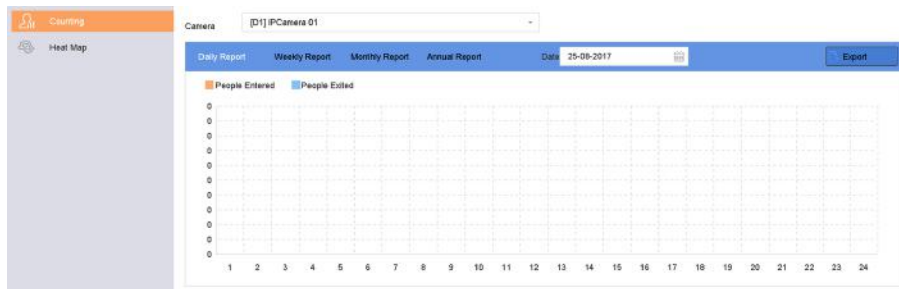 Counting
Heat Map
Camera [D1] IPCamera 01
Daily Report Weekly Report Monthly Report Annual Report Date 25-08-2017 Export
People Entered People Exited
0
0
0
0
0
0
0
0
0
0
0
1 2 3 4 5 6 7 8 9 10 11 12 13 14 15 16 17 18 19 20 21 22 23 24